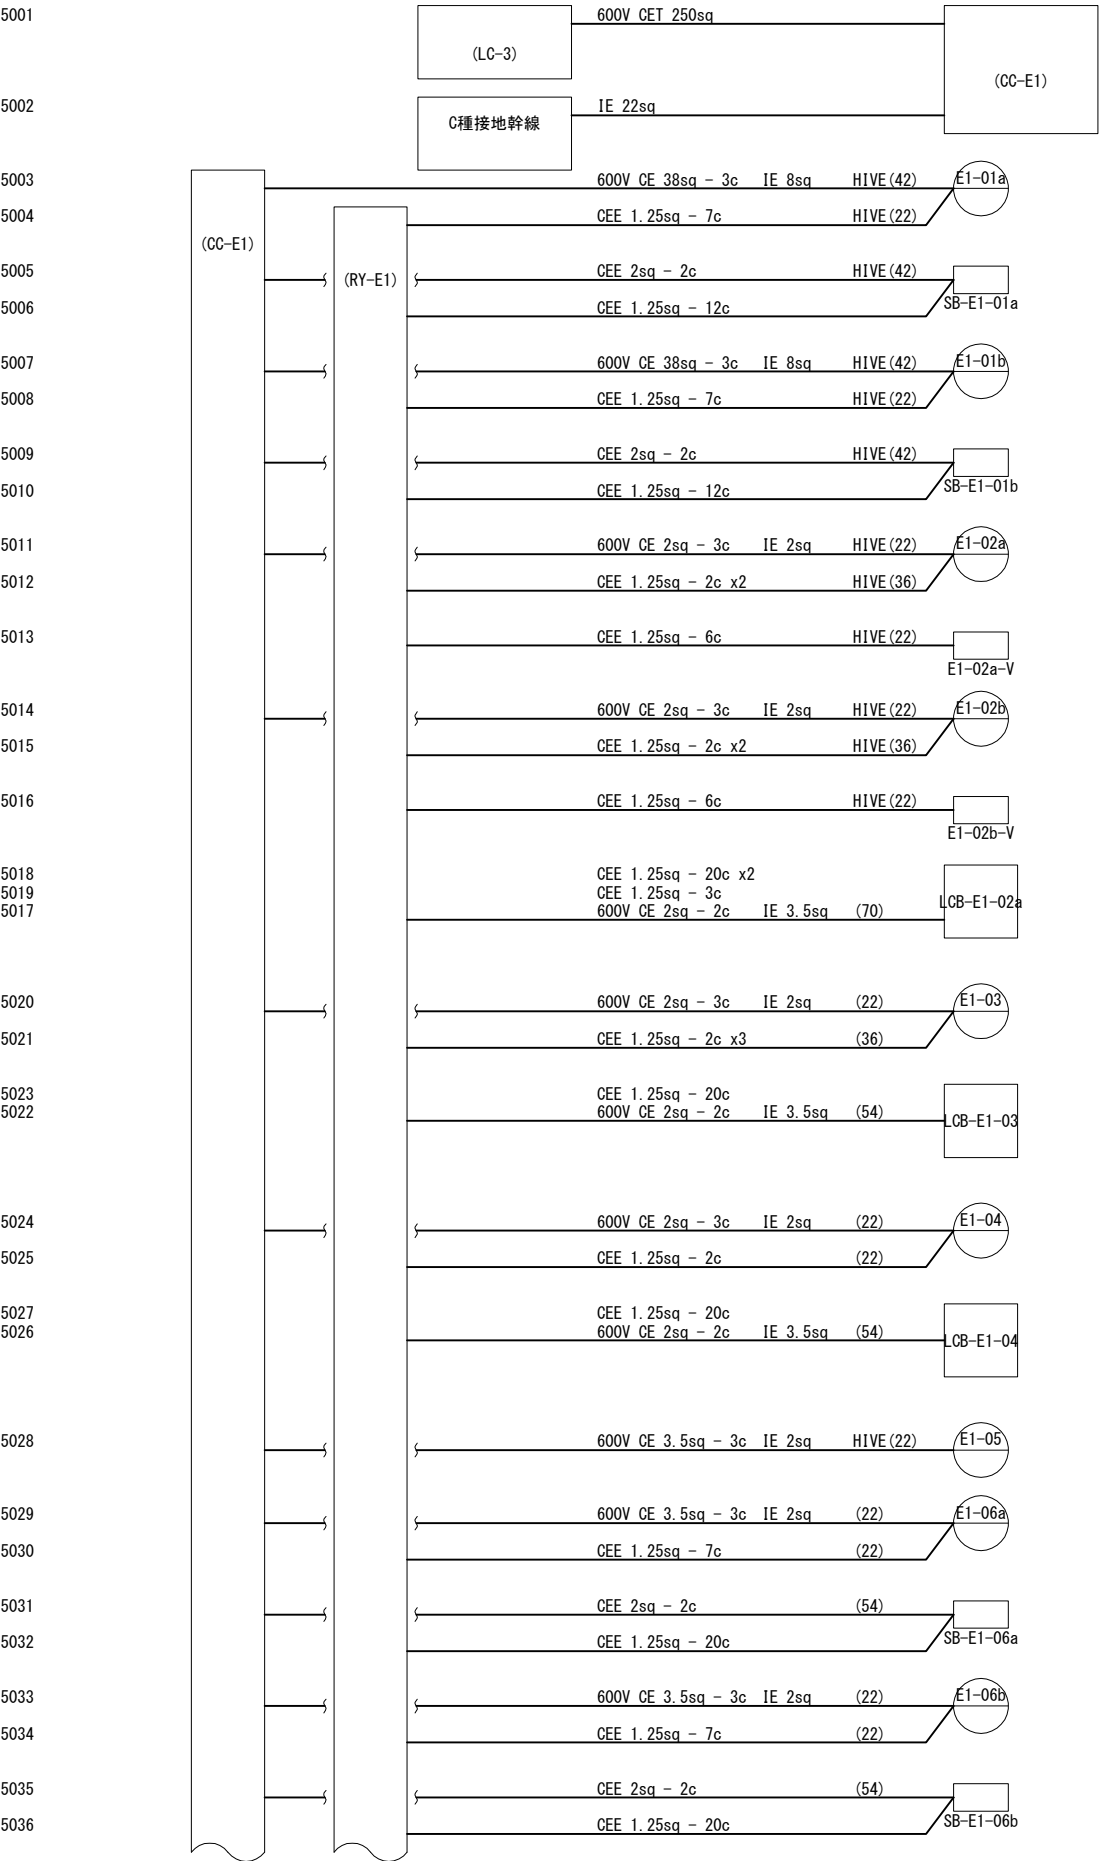 5001 600V CET 250sq
(LC-3)
(CC-E1)
5002 IE 22sq
C種接地幹線
5003 600V CE 38sq - 3c IE 8sq HIVE(42) E1-01a
5004 CEE 1.25sq - 7c HIVE(22)
(CC-E1)
5005 CEE 2sq - 2c HIVE(42)
(RY-E1)
SB-E1-01a
5006 CEE 1.25sq - 12c
5007 600V CE 38sq - 3c IE 8sq HIVE(42) E1-01b
5008 CEE 1.25sq - 7c HIVE(22)
5009 CEE 2sq - 2c HIVE(42)
SB-E1-01b
5010 CEE 1.25sq - 12c
5011 600V CE 2sq - 3c IE 2sq HIVE(22) E1-02a
5012 CEE 1.25sq - 2c x2 HIVE(36)
5013 CEE 1.25sq - 6c HIVE(22)
E1-02a-V
5014 600V CE 2sq - 3c IE 2sq HIVE(22) E1-02b
5015 CEE 1.25sq - 2c x2 HIVE(36)
5016 CEE 1.25sq - 6c HIVE(22)
E1-02b-V
5018 CEE 1.25sq - 20c x2
5019 CEE 1.25sq - 3c
LCB-E1-02a
5017 600V CE 2sq - 2c IE 3.5sq (70)
5020 600V CE 2sq - 3c IE 2sq (22) E1-03
5021 CEE 1.25sq - 2c x3 (36)
5023 CEE 1.25sq - 20c
5022 600V CE 2sq - 2c IE 3.5sq (54)
LCB-E1-03
5024 600V CE 2sq - 3c IE 2sq (22) E1-04
5025 CEE 1.25sq - 2c (22)
5027 CEE 1.25sq - 20c
5026 600V CE 2sq - 2c IE 3.5sq (54)
LCB-E1-04
5028 600V CE 3.5sq - 3c IE 2sq HIVE(22) E1-05
5029 600V CE 3.5sq - 3c IE 2sq (22) E1-06a
5030 CEE 1.25sq - 7c (22)
5031 CEE 2sq - 2c (54)
SB-E1-06a
5032 CEE 1.25sq - 20c
5033 600V CE 3.5sq - 3c IE 2sq (22) E1-06b
5034 CEE 1.25sq - 7c (22)
5035 CEE 2sq - 2c (54)
SB-E1-06b
5036 CEE 1.25sq - 20c